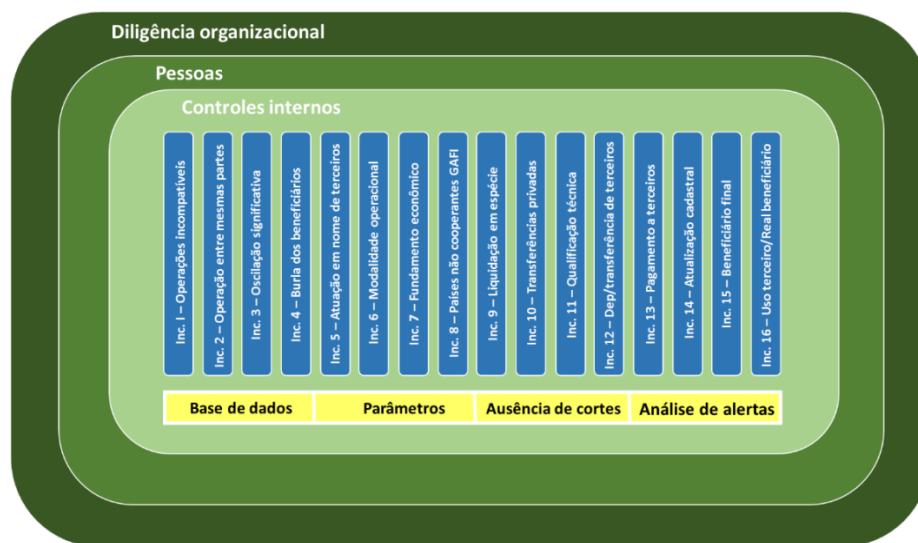 Diligência organizacional
Pessoas
Controles internos
Inc. I – Operações incompatíveis
Inc. 2 – Operação entre mesmas partes
Inc. 3 – Oscilação significativa
Inc. 4 – Burla dos beneficiários
Inc. 5 – Atuação em nome de terceiros
Inc. 6 – Modalidade operacional
Inc. 7 – Fundamento econômico
Inc. 8 – Países não cooperantes GAFI
Inc. 9 – Liquidação em espécie
Inc. 10 – Transferências privadas
Inc. 11 – Qualificação técnica
Inc. 12 – Dep/transferência de terceiros
Inc. 13 – Pagamento a terceiros
Inc. 14 – Atualização cadastral
Inc. 15 – Beneficiário final
Inc. 16 – Uso terceiro/Real beneficiário
Base de dados
Parâmetros
Ausência de cortes
Análise de alertas